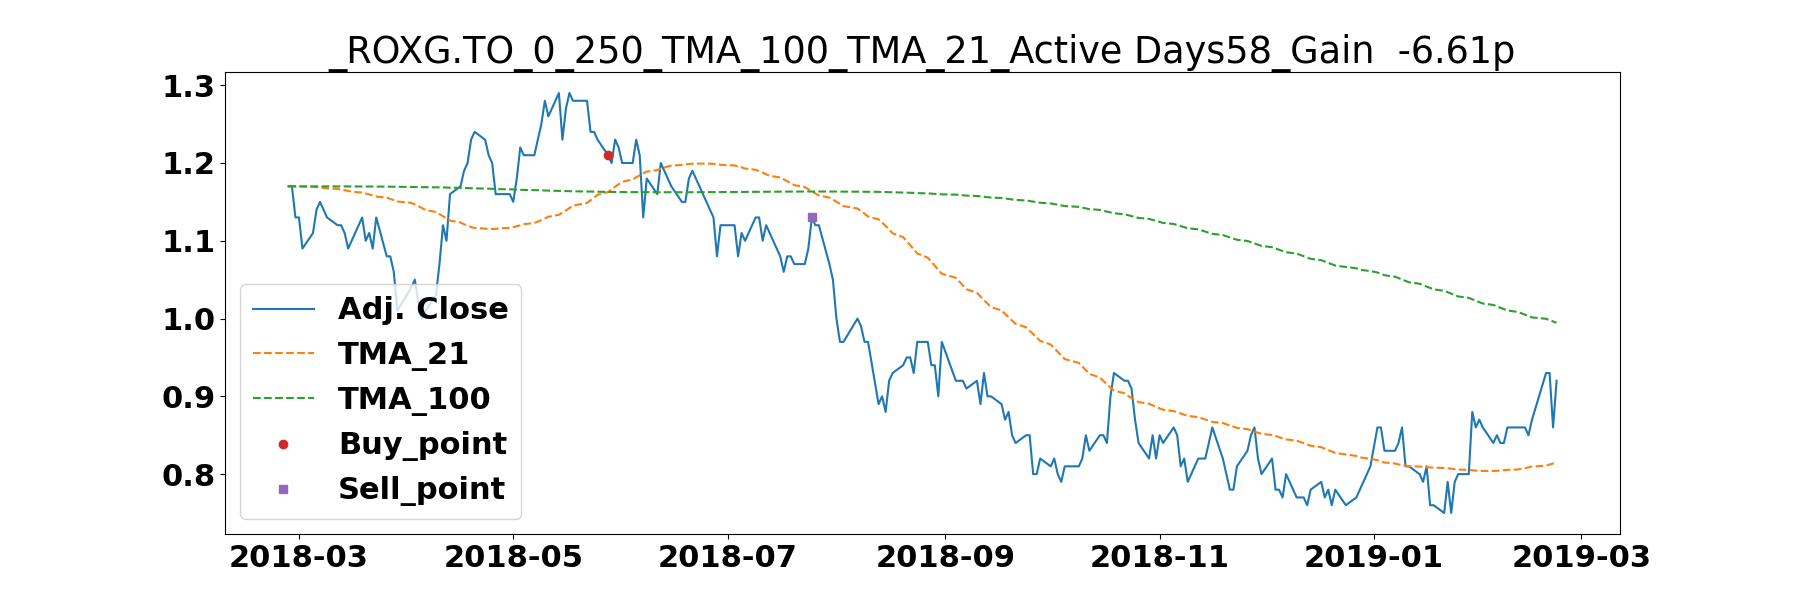 _ROXG.TO_0_250_TMA_100_TMA_21_Active Days58_Gain  -6.61p
1.3
1.2
1.1
1.0
0.9
0.8
Adj. Close
TMA_21
TMA_100
Buy_point
Sell_point
2018-03 2018-05 2018-07 2018-09 2018-11 2019-01 2019-03